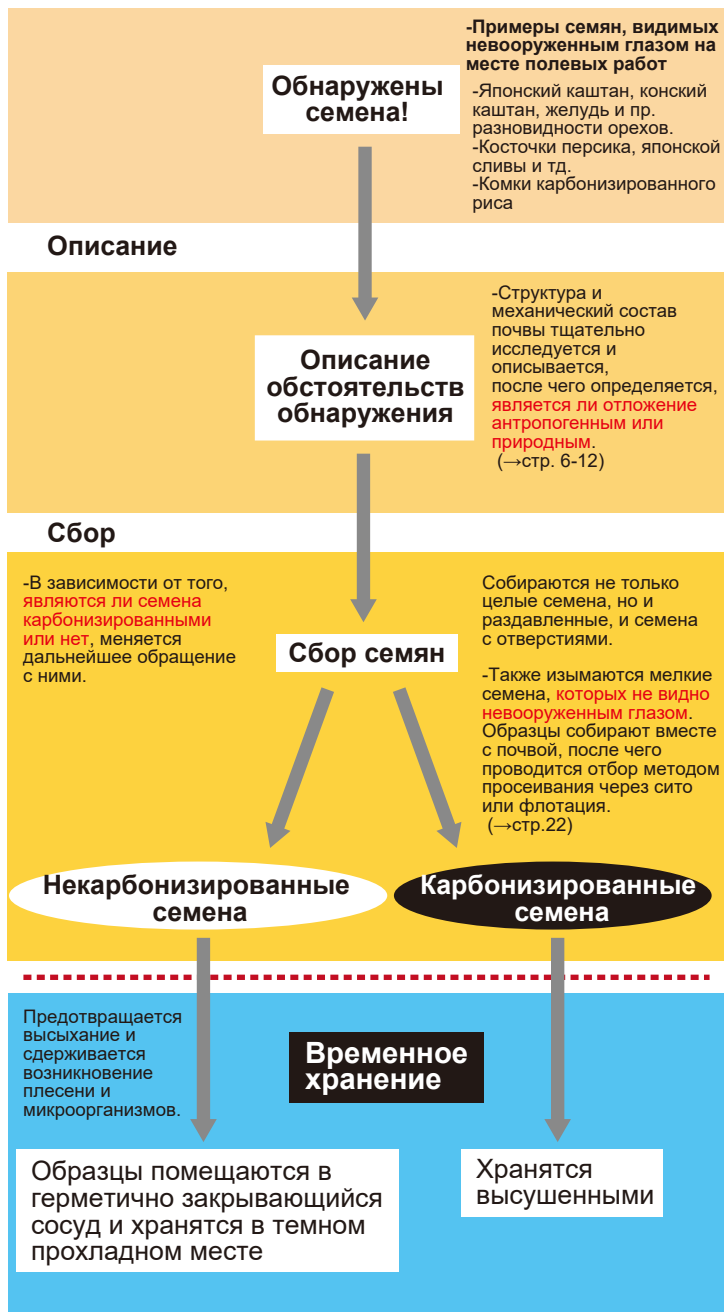 -Примеры семян, видимых
невооруженным глазом на
месте полевых работ
Обнаружены
семена!
-Японский каштан, конский
каштан, желудь и пр.
разновидности орехов.
-Косточки персика, японской
сливы и тд.
-Комки карбонизированного
риса
Описание
Описание
обстоятельств
обнаружения
-Структура и
механический состав
почвы тщательно
исследуется и
описывается,
после чего определяется,
является ли отложение
антропогенным или
природным.
(→стр. 6-12)
Сбор
-В зависимости от того,
являются ли семена
карбонизированными
или нет, меняется
дальнейшее обращение
с ними.
Сбор семян
Собираются не только
целые семена, но и
раздавленные, и семена
с отверстиями.
-Также изымаются мелкие
семена, которых не видно
невооруженным глазом.
Образцы собирают вместе
с почвой, после чего
проводится отбор методом
просеивания через сито
или флотация.
(→стр.22)
Некарбонизированные
семена
Карбонизированные
семена
Предотвращается
высыхание и
сдерживается
возникновение
плесени и
микроорганизмов.
Временное
хранение
Образцы помещаются в
герметично закрывающийся
сосуд и хранятся в темном
прохладном месте
Хранятся
высушенными